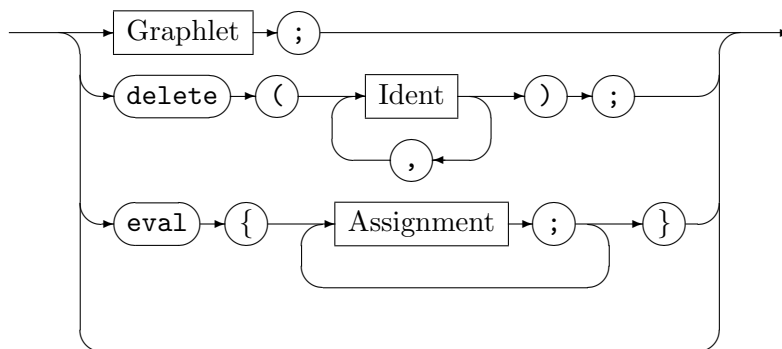 Graphlet ;
delete ( Ident ) ;
,
eval { Assignment ; }